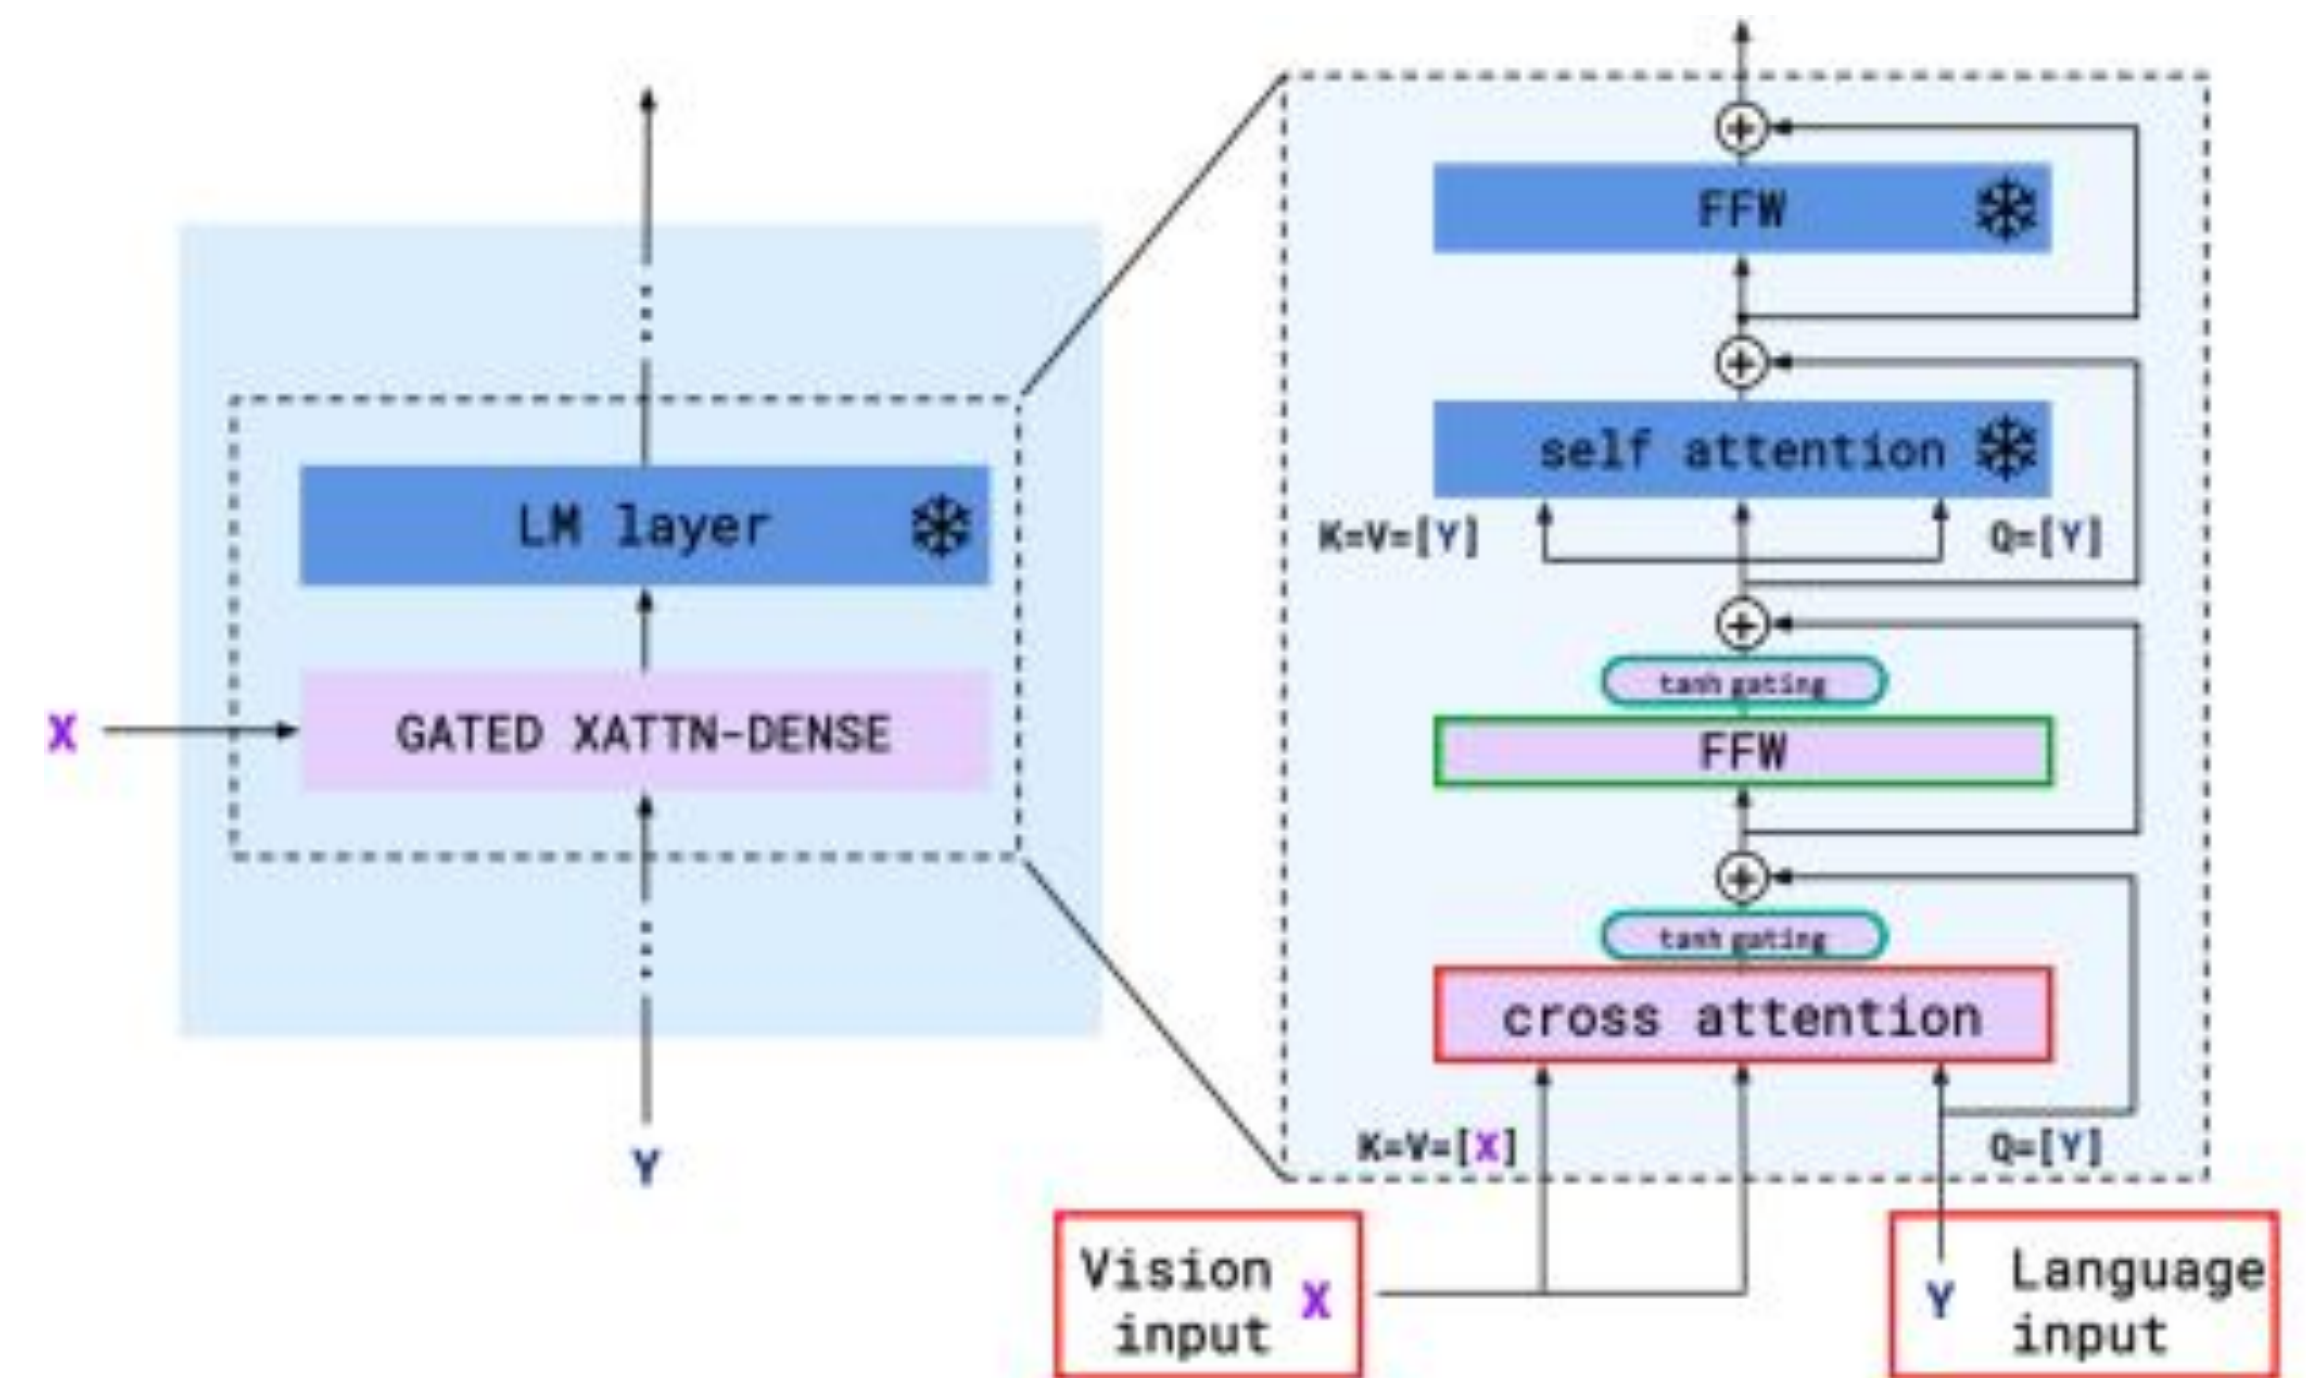 LM layer
X
GATED XATTN-DENSE
Y
+
FFW
+
self attention
K=V=[Y]
Q=[Y]
+
tanh gating
FFW
+
tanh gating
cross attention
K=V=[X]
Q=[Y]
Vision
input
X
Y
Language
input